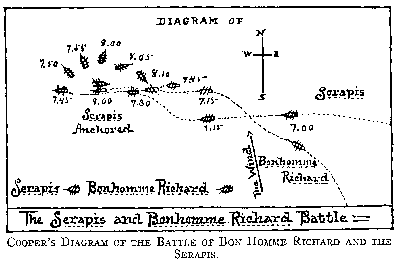 DIAGRAM OF
N
W E
S
8.00
7.55
7.50
8.05
8.10
7.45
7.45
8.00
7.30
7.15
Serapis
Anchored
Serapis
7.15
7.00
The Wind
Bonhomme
Richard
Serapis Bonhomme Richard
The Serapis and Bonhomme Richard Battle
COOPER'S DIAGRAM OF THE BATTLE OF BON HOMME RICHARD AND THE
SERAPIS.